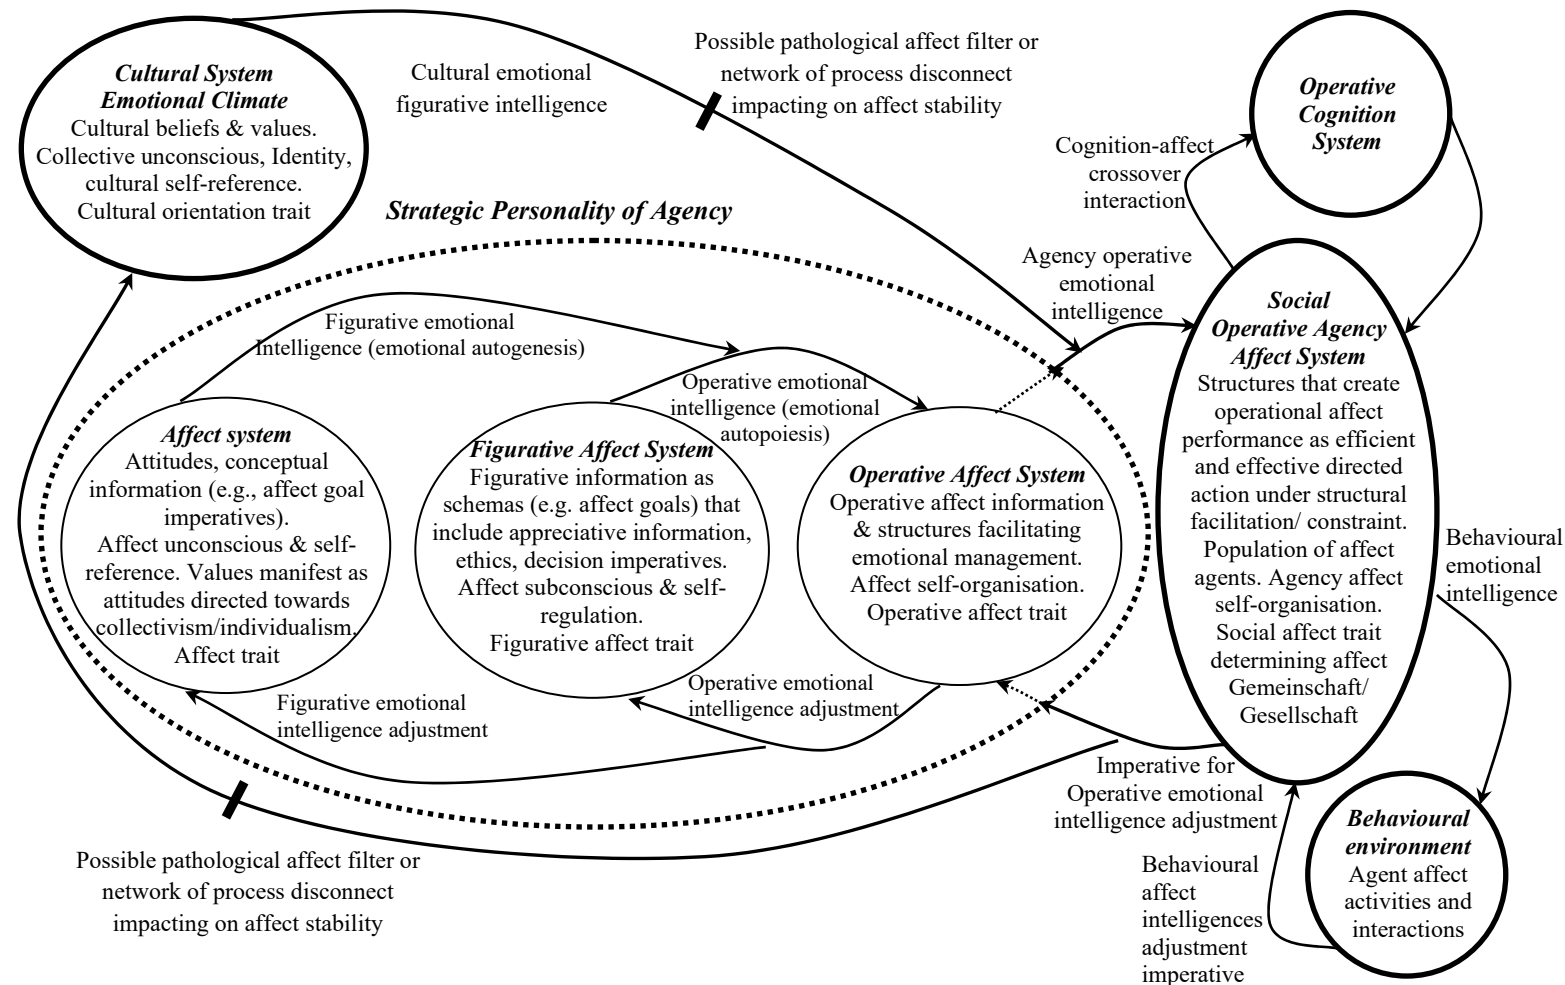 Cultural System
Emotional Climate
Cultural beliefs & values.
Collective unconscious, Identity,
cultural self-reference.
Cultural orientation trait
Cultural emotional
figurative intelligence
Possible pathological affect filter or
network of process disconnect
impacting on affect stability
Operative
Cognition
System
Cognition-affect
crossover
interaction
Strategic Personality of Agency
Agency operative
emotional
intelligence
Figurative emotional
Intelligence (emotional autogenesis)
Operative emotional
intelligence (emotional
autopoiesis)
Affect system
Attitudes, conceptual
information (e.g., affect goal
imperatives).
Affect unconscious & self-
reference. Values manifest as
attitudes directed towards
collectivism/individualism.
Affect trait
Figurative Affect System
Figurative information as
schemas (e.g. affect goals) that
include appreciative information,
ethics, decision imperatives.
Affect subconscious & self-
regulation.
Figurative affect trait
Operative Affect System
Operative affect information
& structures facilitating
emotional management.
Affect self-organisation.
Operative affect trait
Social
Operative Agency
Affect System
Structures that create
operational affect
performance as efficient
and effective directed
action under structural
facilitation/ constraint.
Population of affect
agents. Agency affect
self-organisation.
Social affect trait
determining affect
Gemeinschaft/
Gesellschaft
Behavioural
emotional
intelligence
Figurative emotional
intelligence adjustment
Operative emotional
intelligence adjustment
Imperative for
Operative emotional
intelligence adjustment
Possible pathological affect filter or
network of process disconnect
impacting on affect stability
Behavioural
affect
intelligences
adjustment
imperative
Behavioural
environment
Agent affect
activities and
interactions